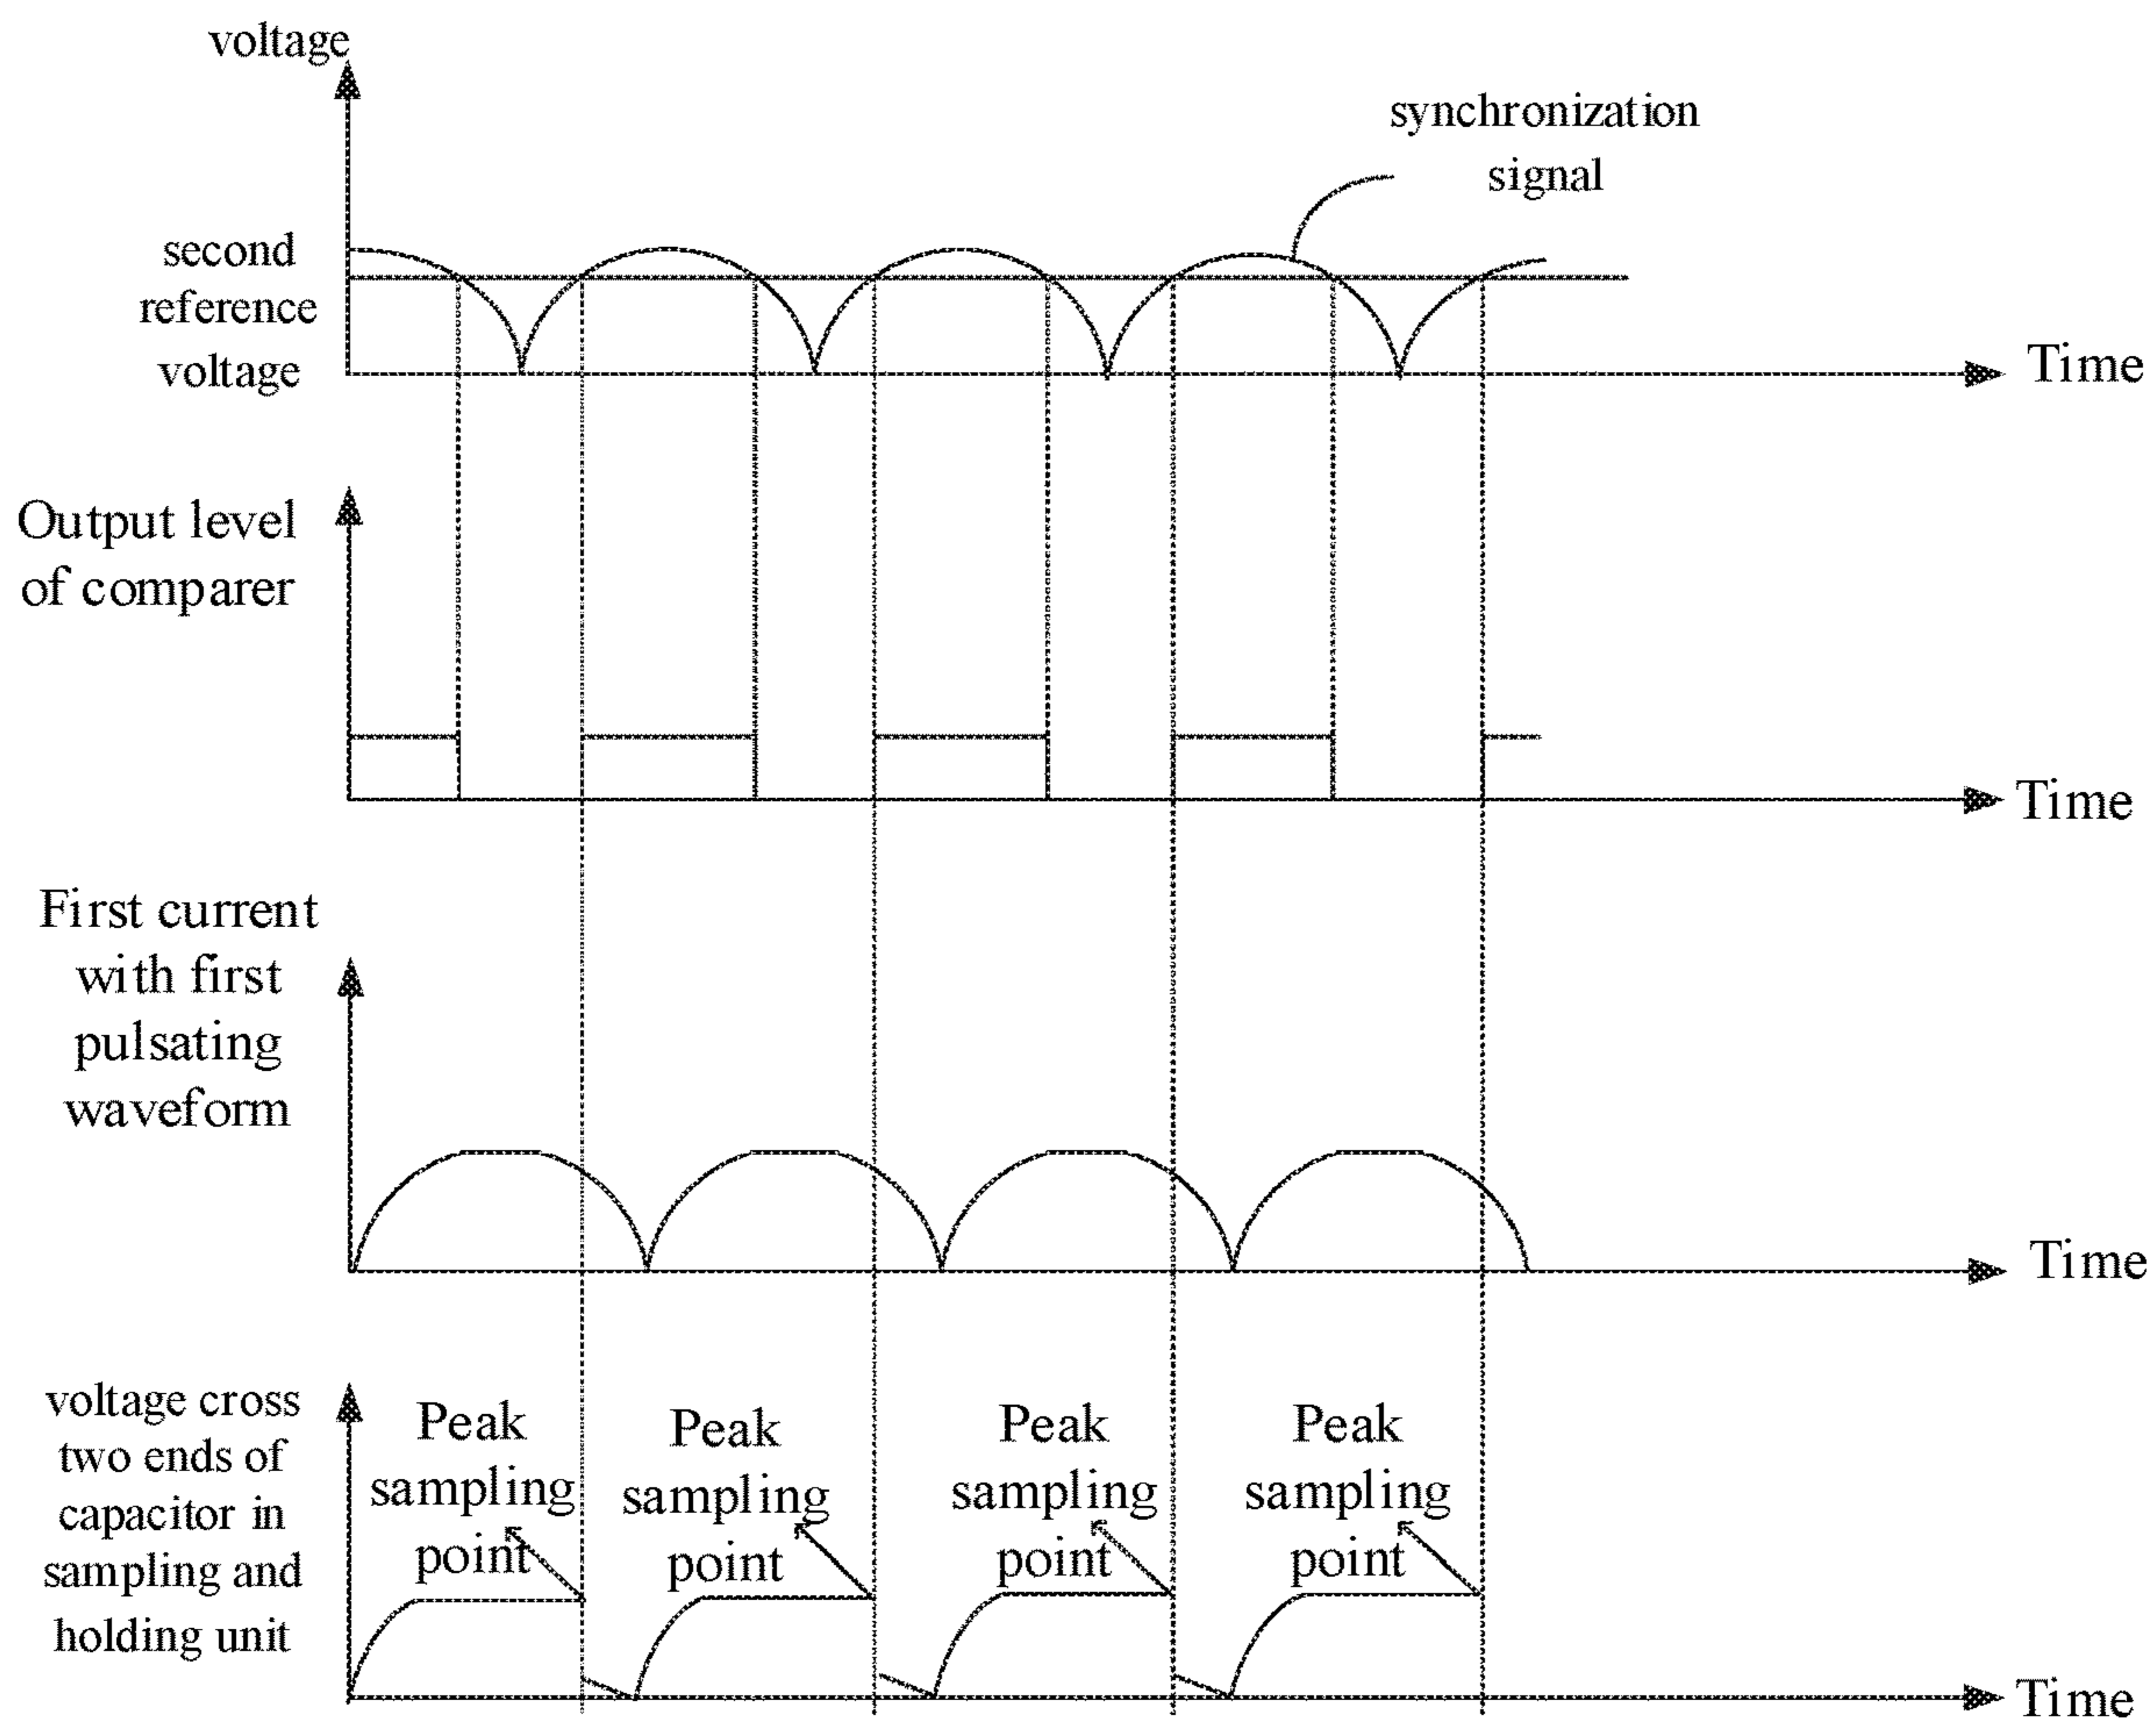 voltage
synchronization
signal
second
reference
voltage
Time
Output level
of comparer
Time
First current
with first
pulsating
waveform
Time
voltage cross
two ends of
capacitor in
sampling and
holding unit
Peak
sampling
point
Peak
sampling
point
Peak
sampling
point
Peak
sampling
point
Time